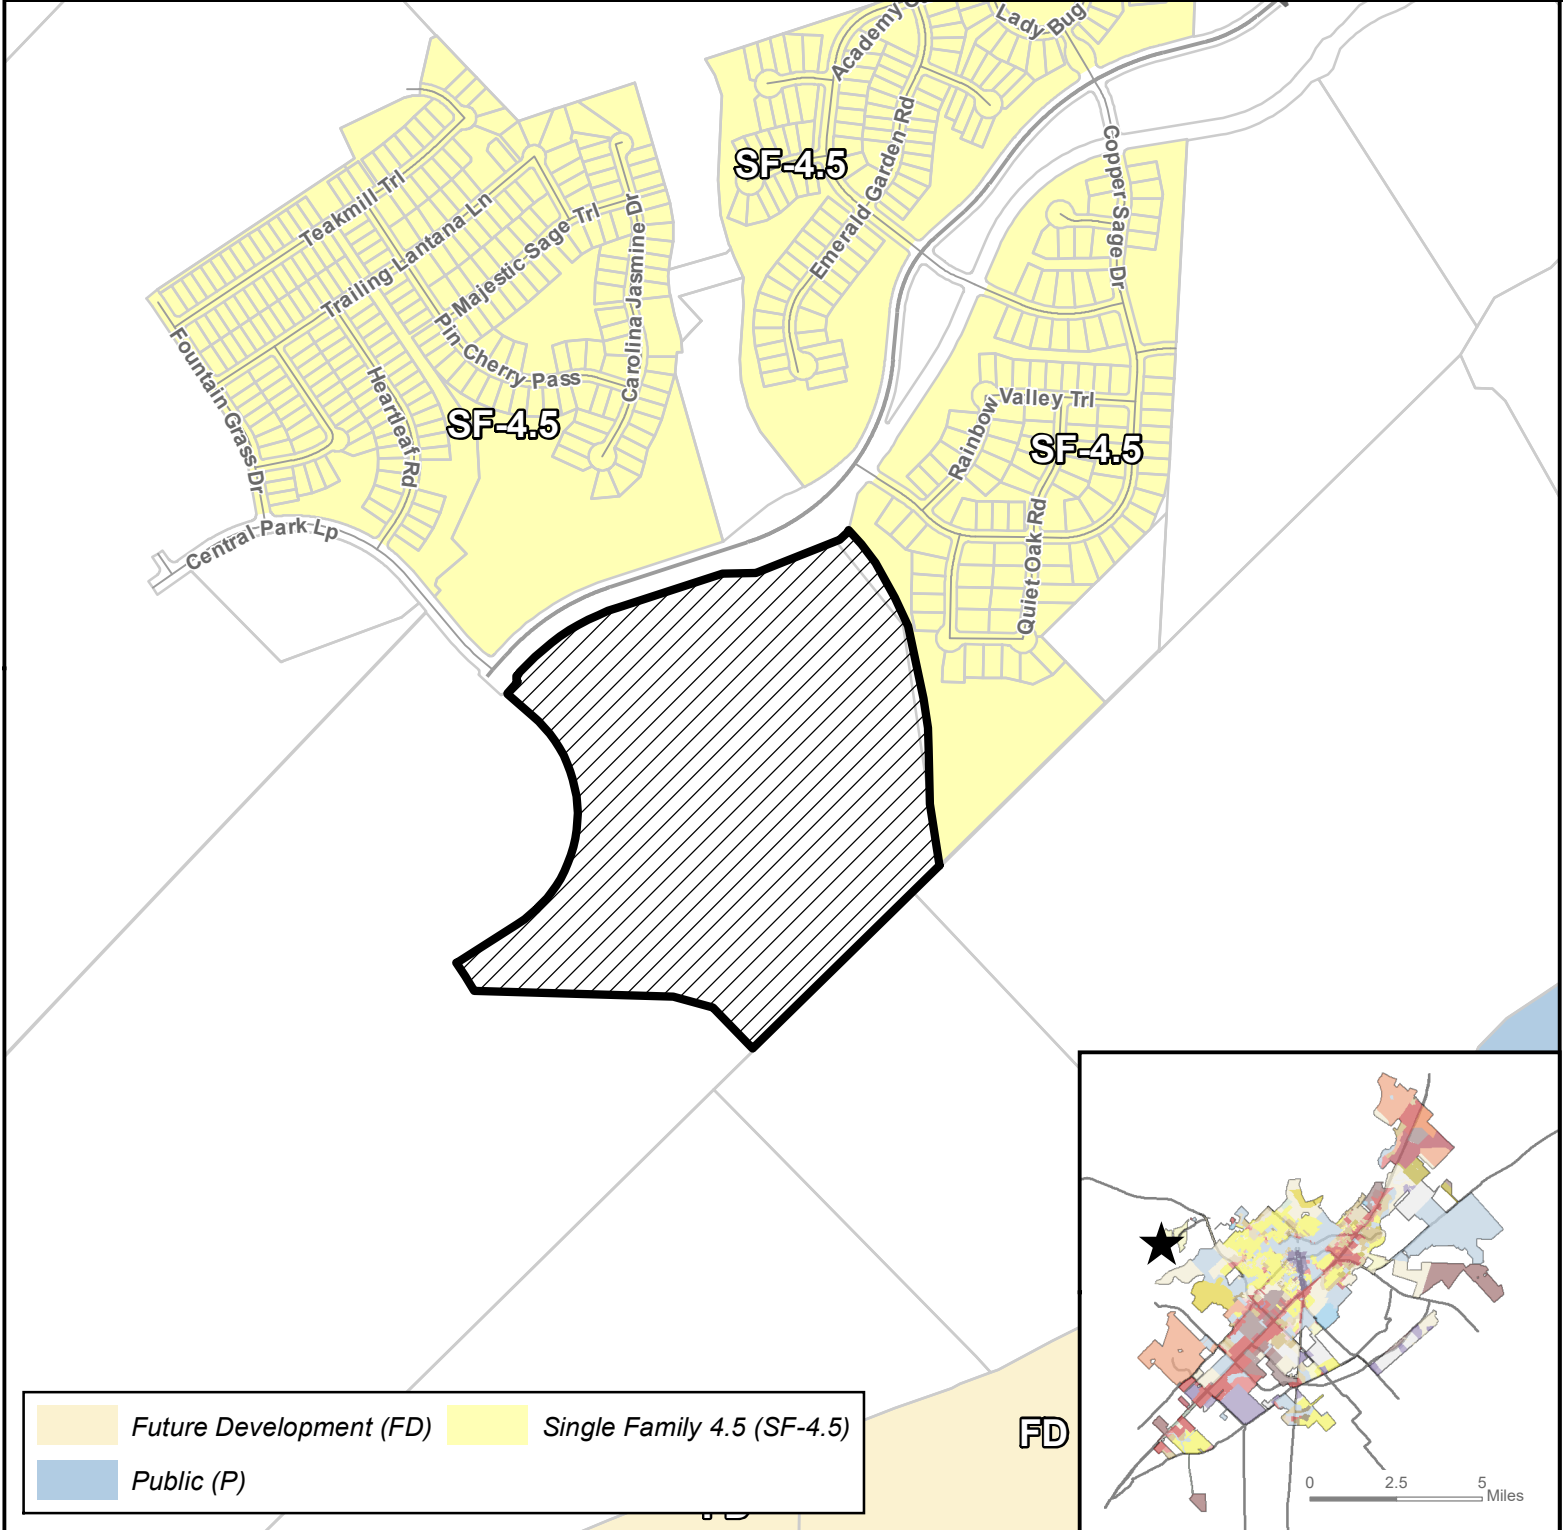 Academy
Lady Bug
SF-4.5
Emerald Garden Rd
Copper Sage Dr
Teakmill Trl
Trailing Lantana Ln
Majestic Sage Trl
Carolina Jasmine Dr
Pin Cherry Pass
Fountain Grass Dr
Heartleaf Rd
SF-4.5
Rainbow Valley Trl
SF-4.5
Quiet Oak Rd
Central Park Lp
FD
Future Development (FD)
Single Family 4.5 (SF-4.5)
Public (P)
0 2.5 5
Miles